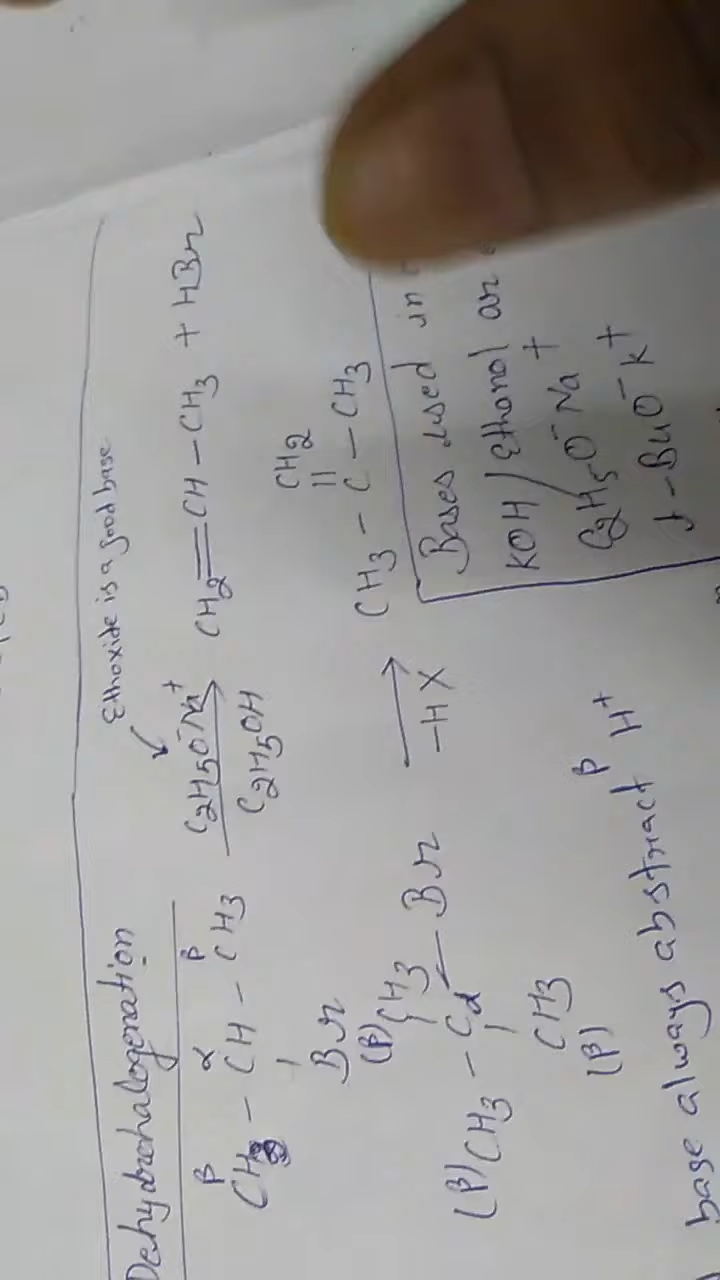 Dehydrohalogenation
Ethoxide is a good base
β α β
CH3 - CH - CH3 C2H5O⁻Na⁺ CH2=CH-CH3 + HBr
Br C2H5OH
(β)CH3 CH2
(β)CH3 - Cα - Br -HX CH3 - C - CH3
CH3
(β)
base always abstract β H⁺
Bases used in
KOH/Ethanol
C2H5O⁻Na⁺
t-BuO⁻K⁺